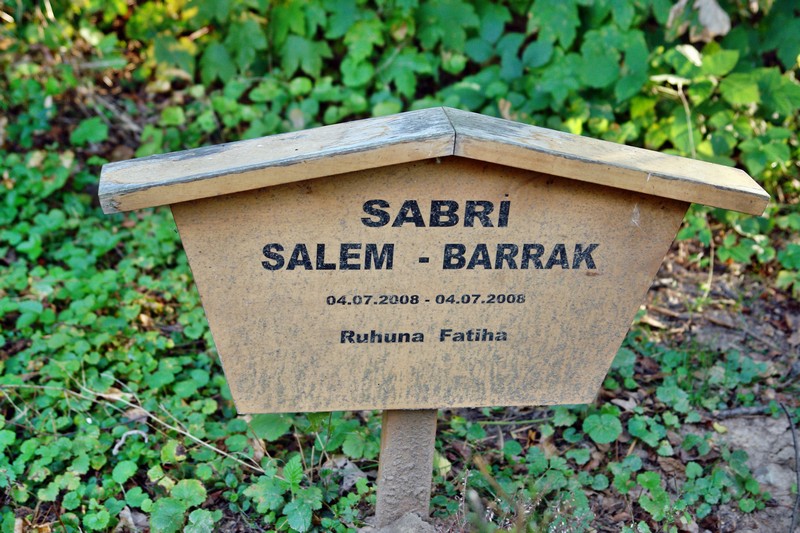 SABRI
SALEM - BARRAK
04.07.2008 - 04.07.2008
Ruhuna Fatiha